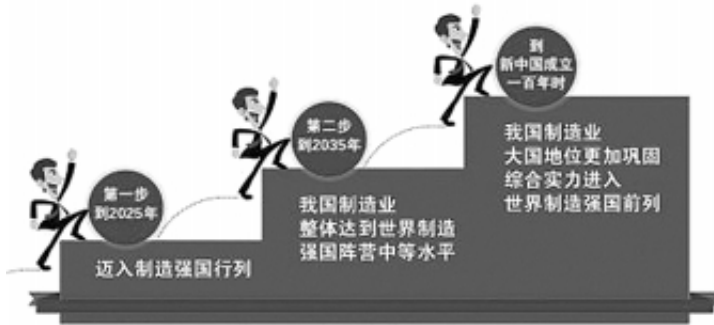 第一步
到2025年
迈入制造强国行列
第二步
到2035年
我国制造业
整体达到世界制造
强国阵营中等水平
到
新中国成立
一百年时
我国制造业
大国地位更加巩固
综合实力进入
世界制造强国前列